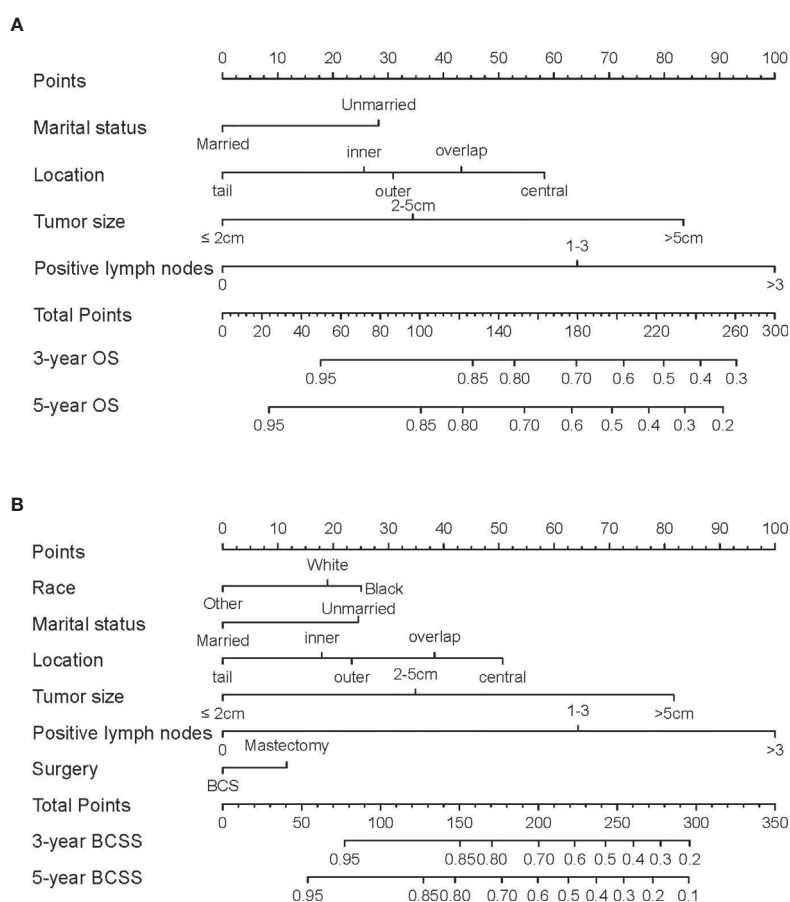 A
0 10 20 30 40 50 60 70 80 90 100
Points
Unmarried
Marital status
Married
inner overlap
Location
tail outer central
2-5cm
Tumor size
≤ 2cm >5cm
1-3
Positive lymph nodes
0 >3
Total Points
0 20 40 60 80 100 140 180 220 260 300
3-year OS
0.95 0.85 0.80 0.70 0.6 0.5 0.4 0.3
5-year OS
0.95 0.85 0.80 0.70 0.6 0.5 0.4 0.3 0.2
B
0 10 20 30 40 50 60 70 80 90 100
Points
White
Race Black
Other Unmarried
Marital status
Married inner overlap
Location
tail outer 2-5cm central
Tumor size
≤ 2cm 1-3 >5cm
Positive lymph nodes
0 Mastectomy >3
Surgery
BCS
Total Points
0 50 100 150 200 250 300 350
3-year BCSS
0.95 0.85 0.80 0.70 0.6 0.5 0.4 0.3 0.2
5-year BCSS
0.95 0.85 0.80 0.70 0.6 0.5 0.4 0.3 0.2 0.1